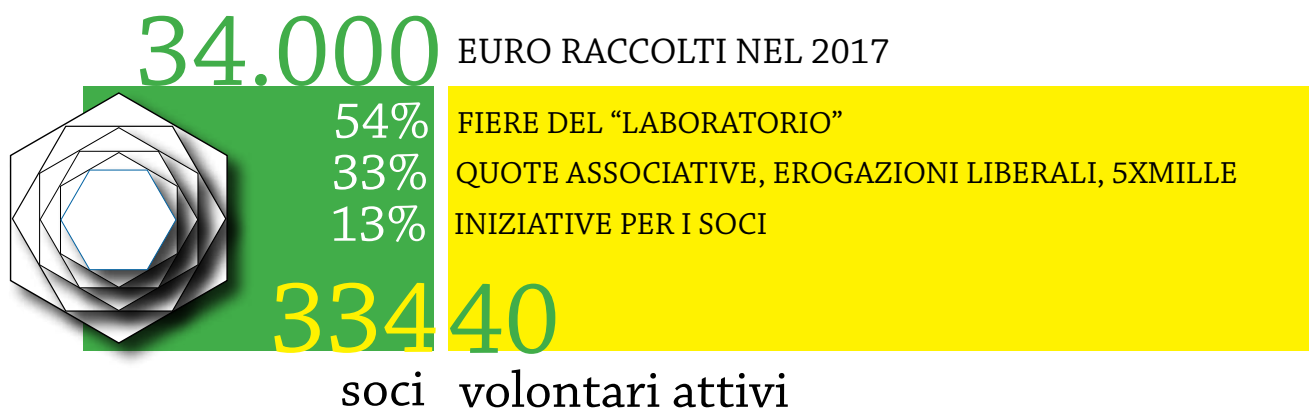 34.000 EURO RACCOLTI NEL 2017
54% FIERE DEL “LABORATORIO”
33% QUOTE ASSOCIATIVE, EROGAZIONI LIBERALI, 5XMILLE
13% INIZIATIVE PER I SOCI
334 40
soci volontari attivi